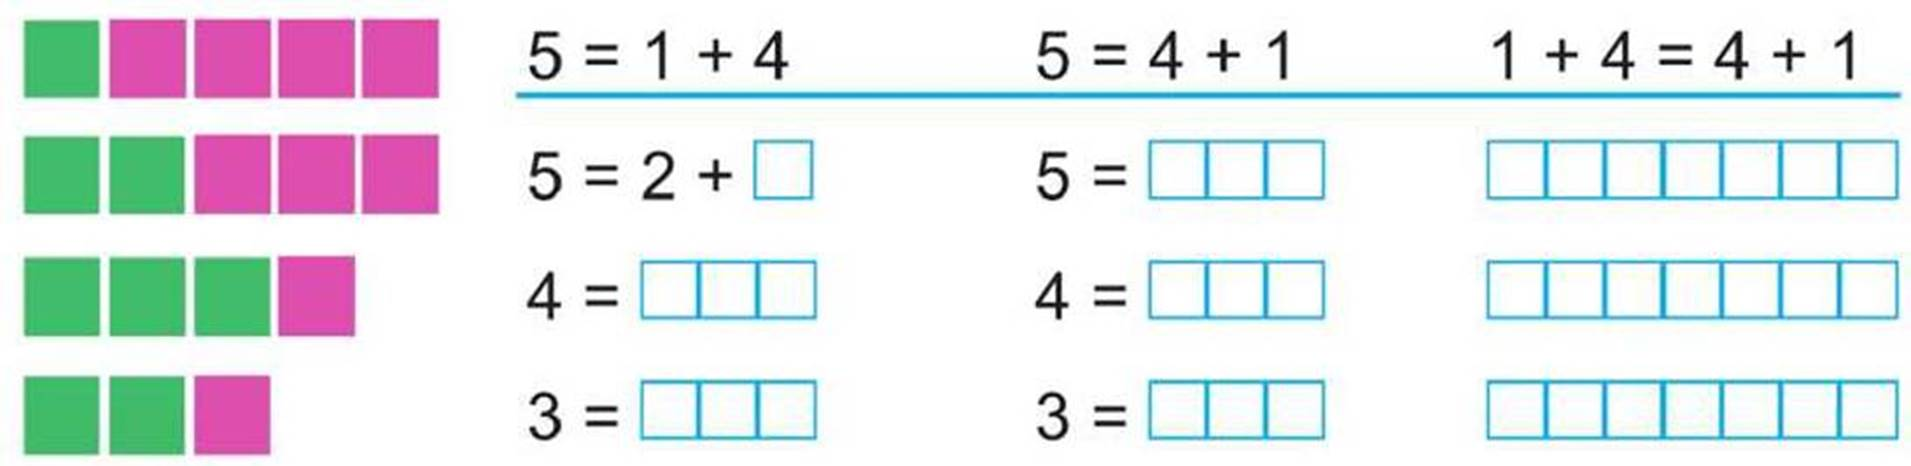 5 = 1 + 4 5 = 4 + 1 1 + 4 = 4 + 1
5 = 2 + 5 =
4 = 4 =
3 = 3 =